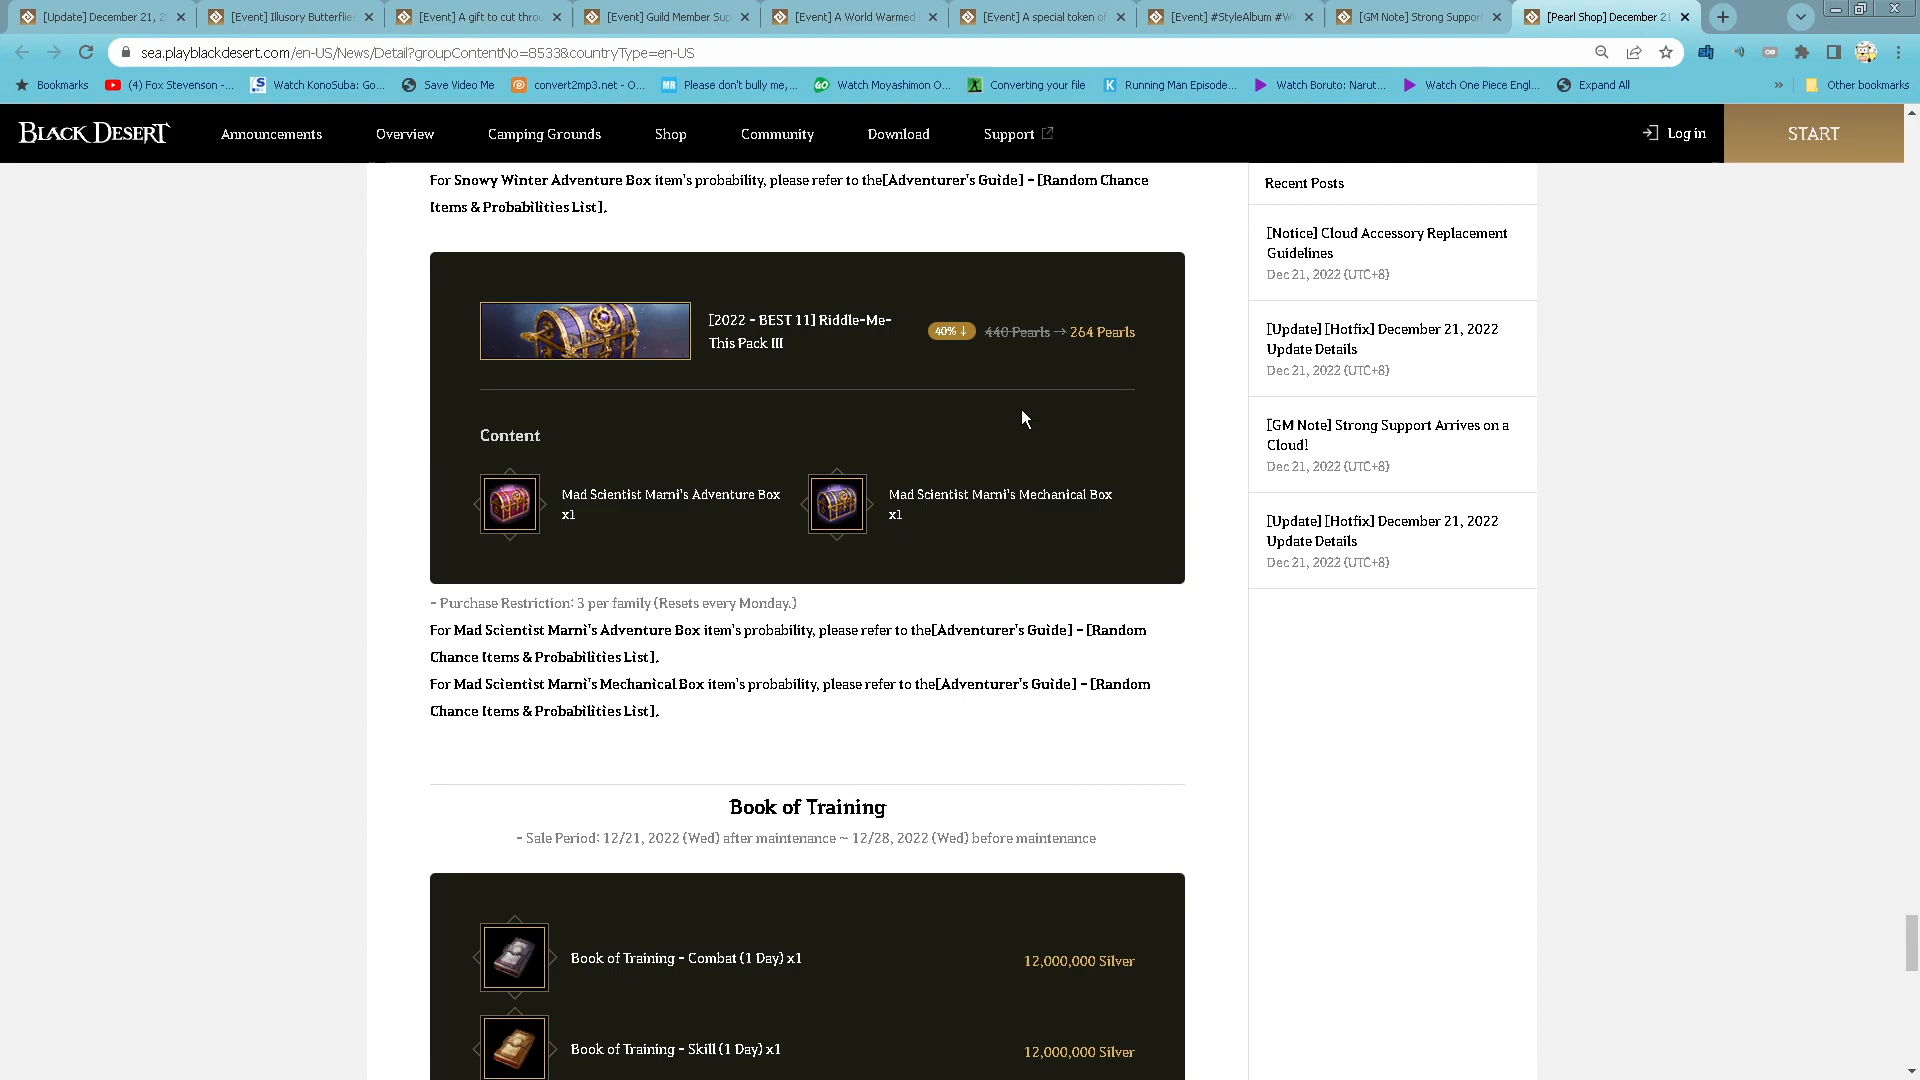 [Update] December 21, 2
[Event] Illusory Butterflie
[Event] A gift to cut throu
[Event] Guild Member Sup
[Event] A World Warmed
[Event] A special token of
[Event] #StyleAlbum #Wi
[GM Note] Strong Support
[Pearl Shop] December 21
sea.playblackdesert.com/en-US/News/Detail?groupContentNo=8533&countryType=en-US
Bookmarks
(4) Fox Stevenson -...
Watch KonoSuba: Go...
Save Video Me
convert2mp3.net - O...
Please don't bully me,...
Watch Moyashimon O...
Converting your file
Running Man Episode...
Watch Boruto: Narut...
Watch One Piece Engl...
Expand All
»
Other bookmarks
BLACK DESERT
Announcements
Overview
Camping Grounds
Shop
Community
Download
Support
Log in
START
For Snowy Winter Adventure Box item's probability, please refer to the[Adventurer's Guide] - [Random Chance
Items & Probabilities List].
[2022 - BEST 11] Riddle-Me-
This Pack III
40% ↓
440 Pearls → 264 Pearls
Content
Mad Scientist Marni's Adventure Box
x1
Mad Scientist Marni's Mechanical Box
x1
- Purchase Restriction: 3 per family (Resets every Monday.)
For Mad Scientist Marni's Adventure Box item's probability, please refer to the[Adventurer's Guide] - [Random
Chance Items & Probabilities List].
For Mad Scientist Marni's Mechanical Box item's probability, please refer to the[Adventurer's Guide] - [Random
Chance Items & Probabilities List].
Book of Training
- Sale Period: 12/21, 2022 (Wed) after maintenance ~ 12/28, 2022 (Wed) before maintenance
Book of Training - Combat (1 Day) x1
12,000,000 Silver
Book of Training - Skill (1 Day) x1
12,000,000 Silver
Recent Posts
[Notice] Cloud Accessory Replacement
Guidelines
Dec 21, 2022 (UTC+8)
[Update] [Hotfix] December 21, 2022
Update Details
Dec 21, 2022 (UTC+8)
[GM Note] Strong Support Arrives on a
Cloud!
Dec 21, 2022 (UTC+8)
[Update] [Hotfix] December 21, 2022
Update Details
Dec 21, 2022 (UTC+8)